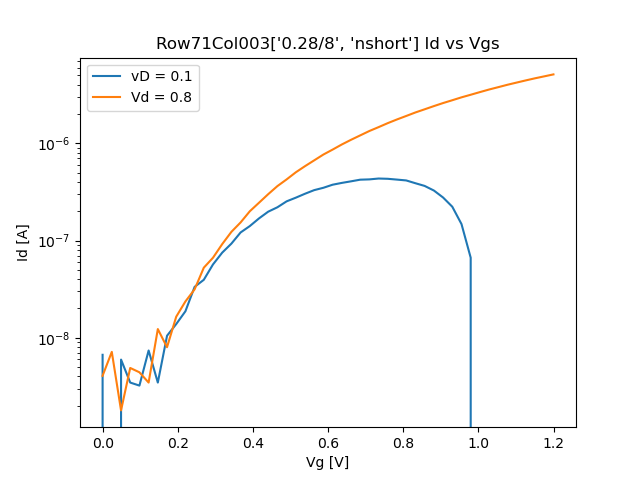 Row71Col003['0.28/8', 'nshort'] Id vs Vgs
vD = 0.1
Vd = 0.8
10⁻⁶
10⁻⁷
10⁻⁸
Id [A]
0.0 0.2 0.4 0.6 0.8 1.0 1.2
Vg [V]